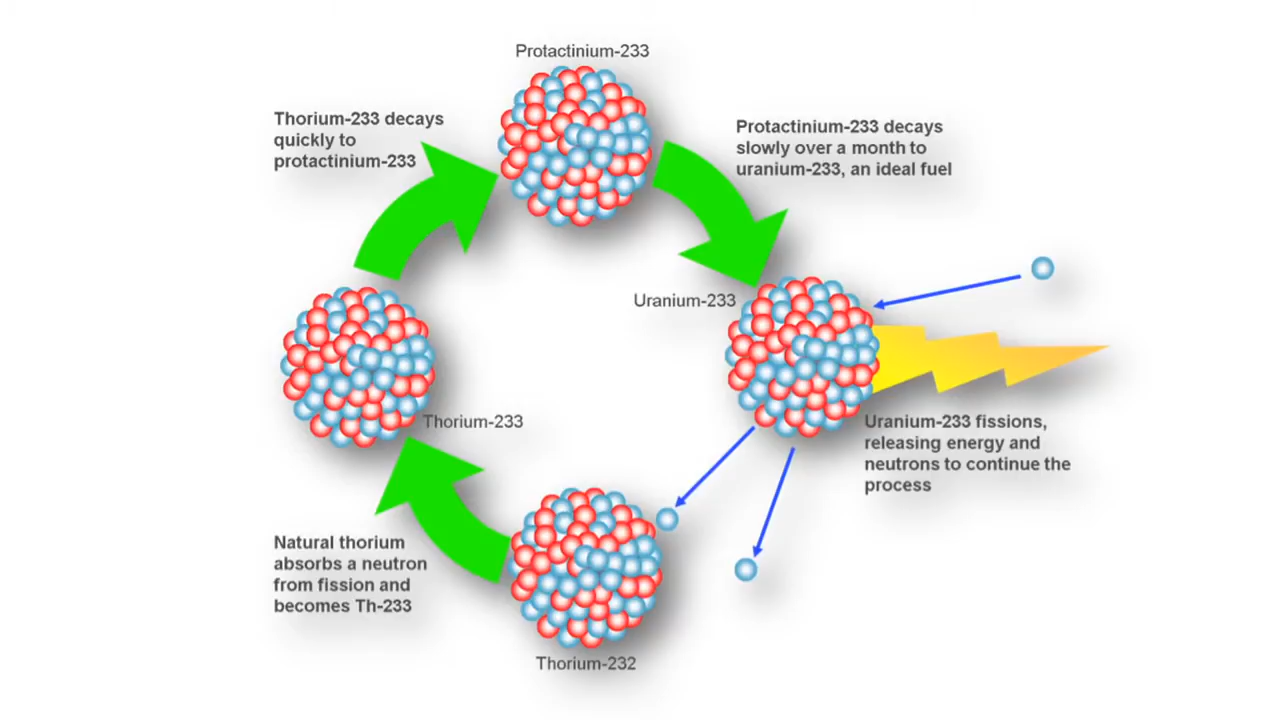 Protactinium-233
Thorium-233 decays
quickly to
protactinium-233
Protactinium-233 decays
slowly over a month to
uranium-233, an ideal fuel
Uranium-233
Thorium-233
Uranium-233 fissions,
releasing energy and
neutrons to continue the
process
Natural thorium
absorbs a neutron
from fission and
becomes Th-233
Thorium-232